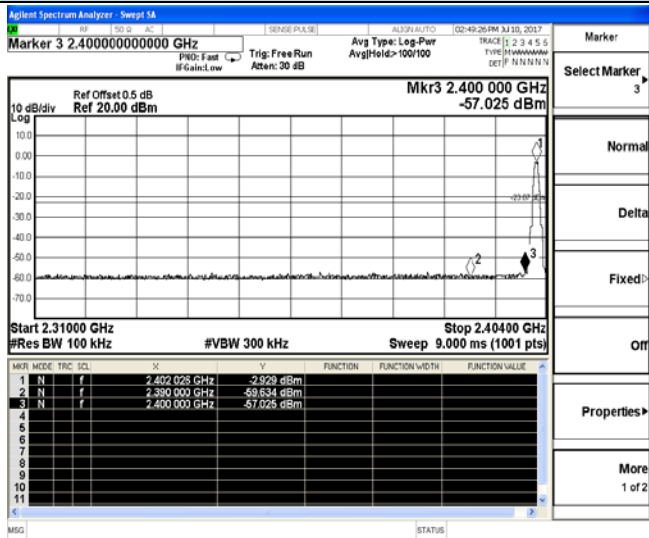 Agilent Spectrum Analyzer - Swept SA
RF 50 Ω AC SENSE:PULSE ALIGN AUTO 02:49:26 PM Jul 10, 2017
Marker 3 2.400000000000 GHz
PNO: Fast
IFGain:Low
Trig: Free Run
Atten: 30 dB
Avg Type: Log-Pwr
Avg|Hold>100/100
TRACE 1 2 3 4 5 6
TYPE MWWWWW
DET P N N N N N
Ref Offset 0.5 dB
10 dB/div Ref 20.00 dBm
Log
Mkr3 2.400 000 GHz
-57.025 dBm
10.0
0.00
-10.0
-20.0
-30.0
-40.0
-50.0
-60.0
-70.0
1
2
3
Start 2.31000 GHz Stop 2.40400 GHz
#Res BW 100 kHz #VBW 300 kHz Sweep 9.000 ms (1001 pts)
MKR MODE TRC SCL X Y FUNCTION FUNCTION WIDTH FUNCTION VALUE
1 N f 2.402 026 GHz -2.929 dBm
2 N f 2.390 000 GHz -59.634 dBm
3 N f 2.400 000 GHz -57.025 dBm
4
5
6
7
8
9
10
11
MSG STATUS
Marker
Select Marker
3
Normal
Delta
Fixed
Off
Properties
More
1 of 2